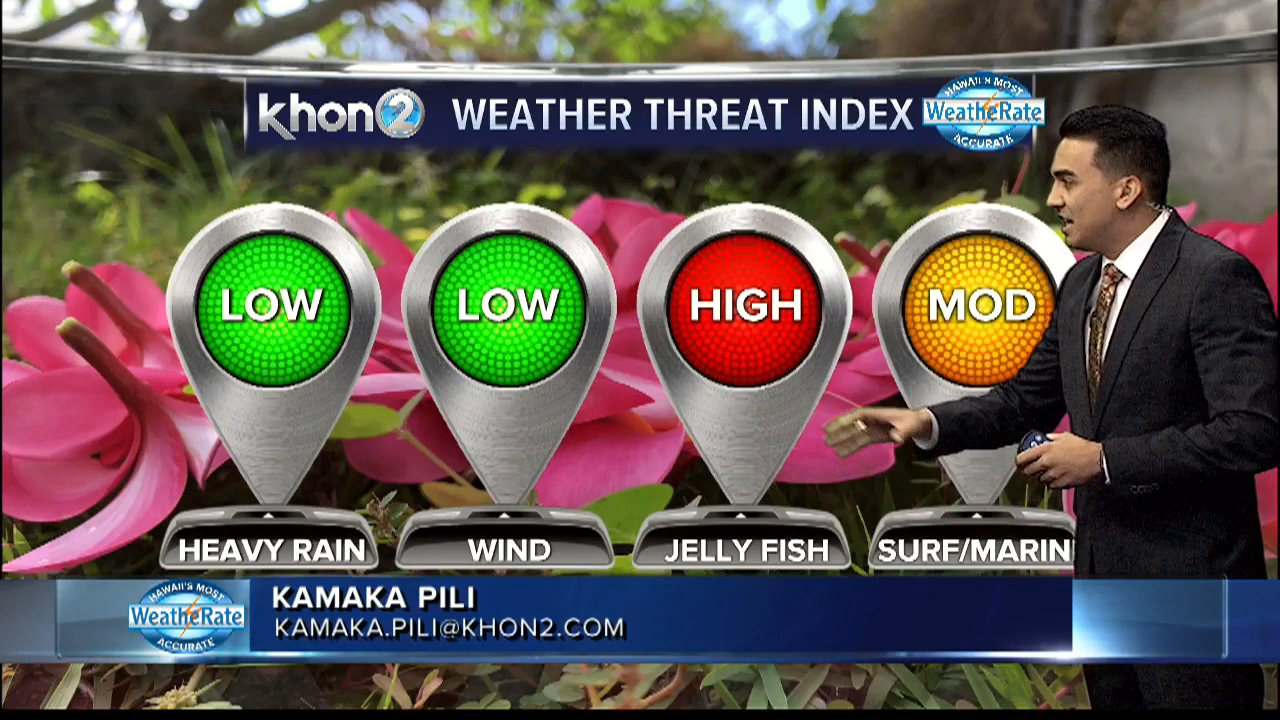 khon2 WEATHER THREAT INDEX
HAWAII'S MOST
WeatheRate
ACCURATE
LOW
LOW
HIGH
MOD
HEAVY RAIN
WIND
JELLY FISH
SURF/MARIN
HAWAII'S MOST
WeatheRate
ACCURATE
KAMAKA PILI
KAMAKA.PILI@KHON2.COM